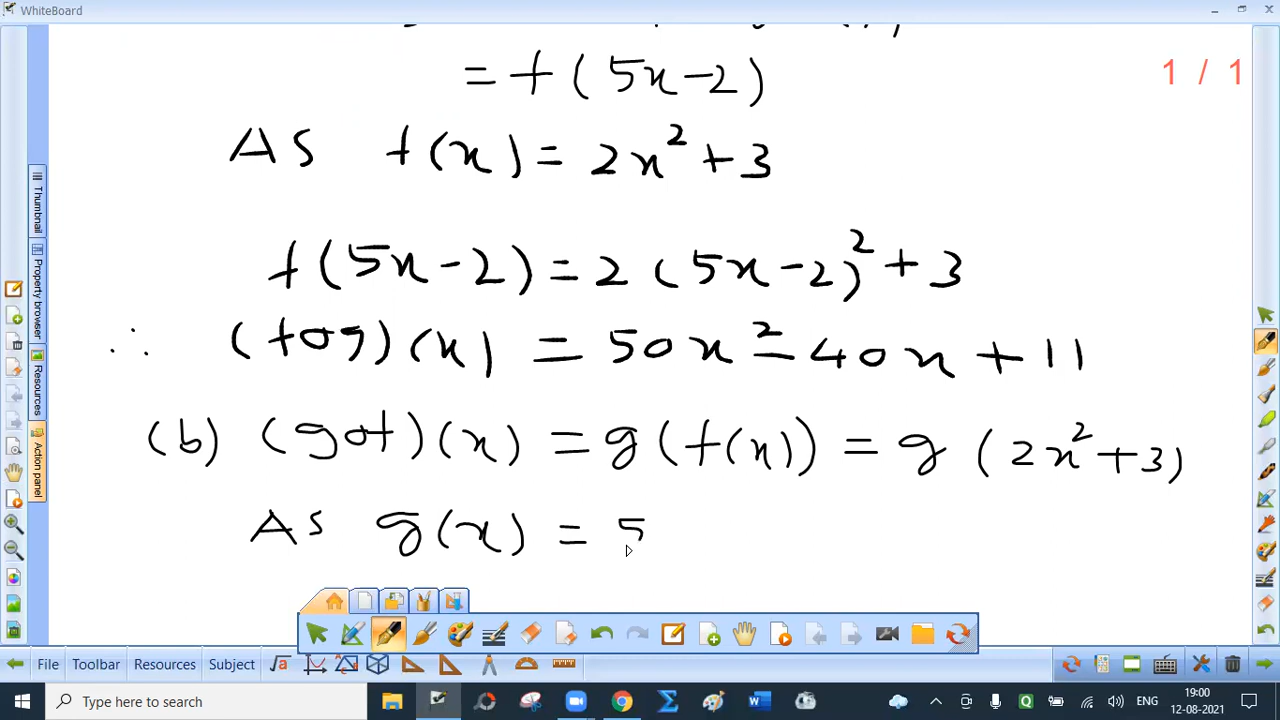 WhiteBoard
1 / 1
= f(5x-2)
As f(x) = 2x² + 3
f(5x-2) = 2(5x-2)² + 3
∴ (fog)(x) = 50x² - 40x + 11
(b) (gof)(x) = g(f(x)) = g(2x²+3)
As g(x) = 5
Thumbnail
Property browser
Resources
Action panel
File Toolbar Resources Subject
Type here to search
ENG
19:00
12-08-2021